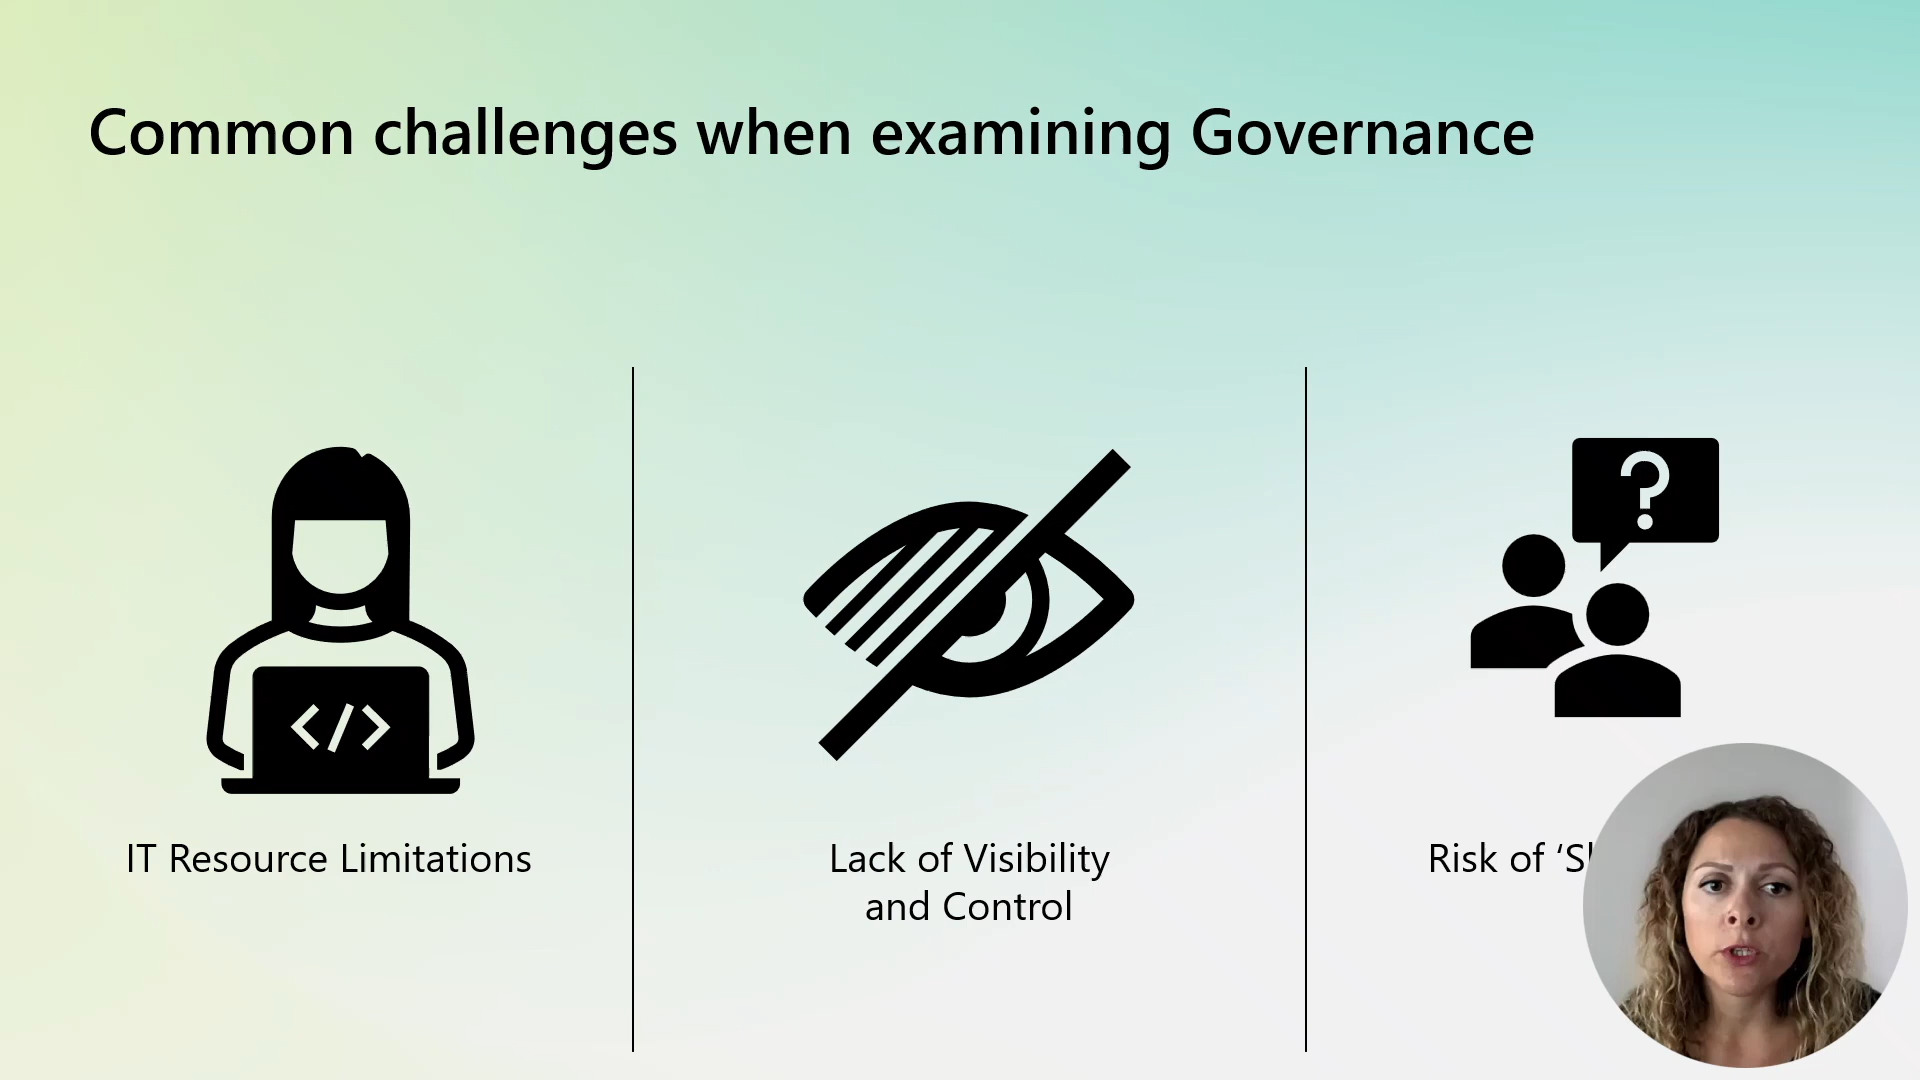 Common challenges when examining Governance
?
</>
IT Resource Limitations
Lack of Visibility
and Control
Risk of